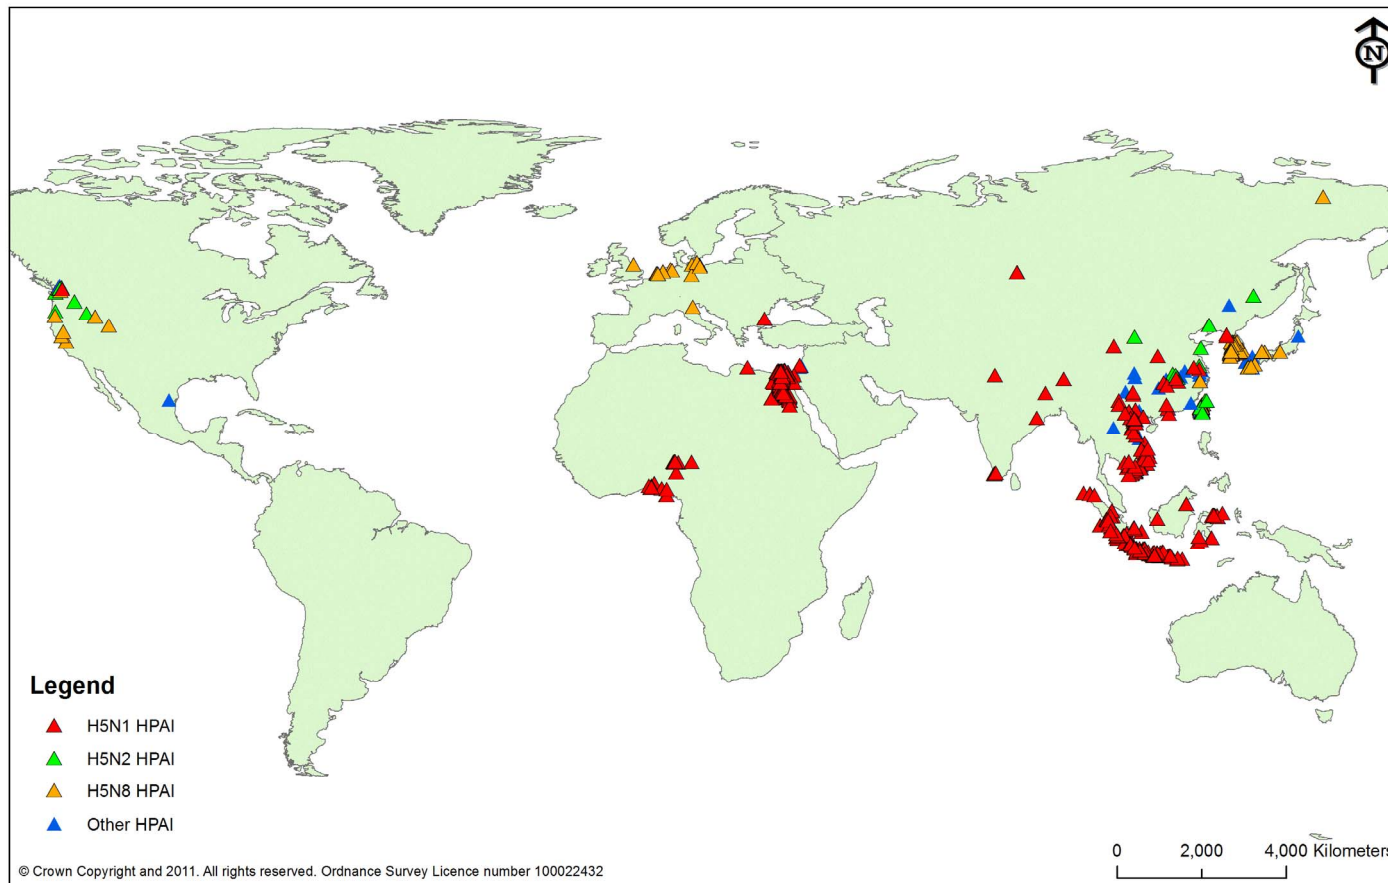 N
Legend
H5N1 HPAI
H5N2 HPAI
H5N8 HPAI
Other HPAI
0 2,000 4,000 Kilometers
© Crown Copyright and 2011. All rights reserved. Ordnance Survey Licence number 100022432